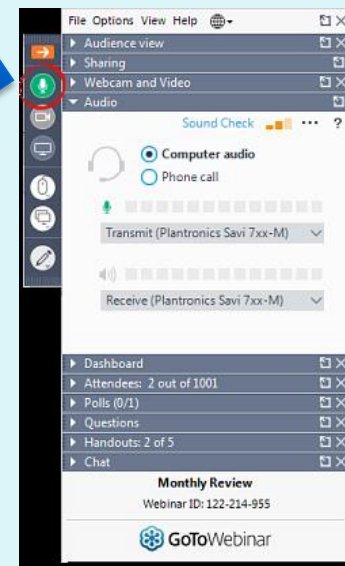 File Options View Help
Audience view
Sharing
Webcam and Video
Audio
Sound Check ?
Computer audio
Phone call
Transmit (Plantronics Savi 7xx-M)
Receive (Plantronics Savi 7xx-M)
Dashboard
Attendees: 2 out of 1001
Polls (0/1)
Questions
Handouts: 2 of 5
Chat
Monthly Review
Webinar ID: 122-214-955
GoToWebinar